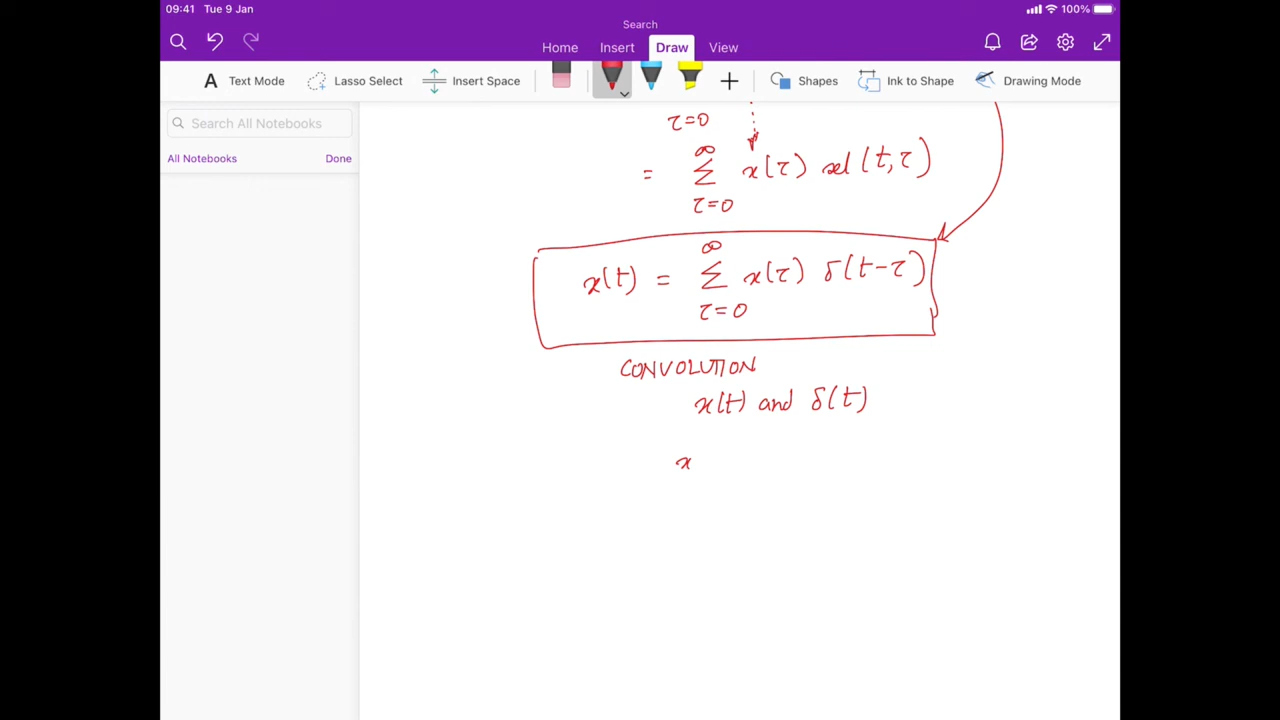 09:41 Tue 9 Jan
100%
Search
Home Insert Draw View
Text Mode Lasso Select Insert Space Shapes Ink to Shape Drawing Mode
Search All Notebooks
All Notebooks Done
τ=0
= ∞ Σ τ=0 x(τ) sel(t,τ)
x(t) = ∞ Σ τ=0 x(τ) δ(t-τ)
CONVOLUTION
x(t) and δ(t)
x